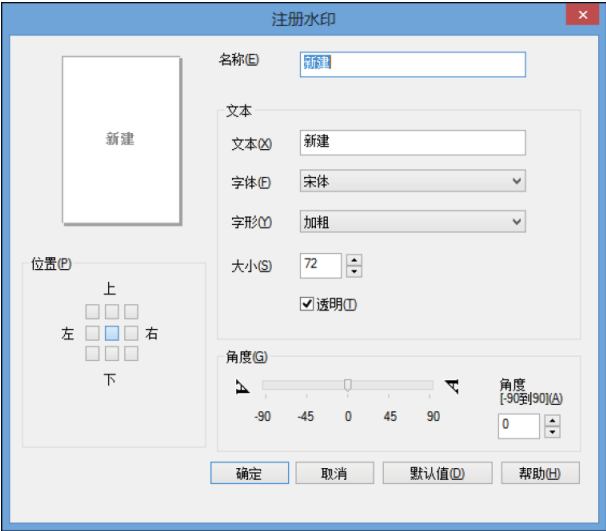 注册水印
名称(E)
新建
新建
文本
文本(X)
新建
字体(F)
宋体
字形(Y)
加粗
大小(S)
72
透明(T)
位置(P)
上
左
右
下
角度(G)
A
A
-90
-45
0
45
90
角度
[-90到90](A)
0
确定
取消
默认值(D)
帮助(H)